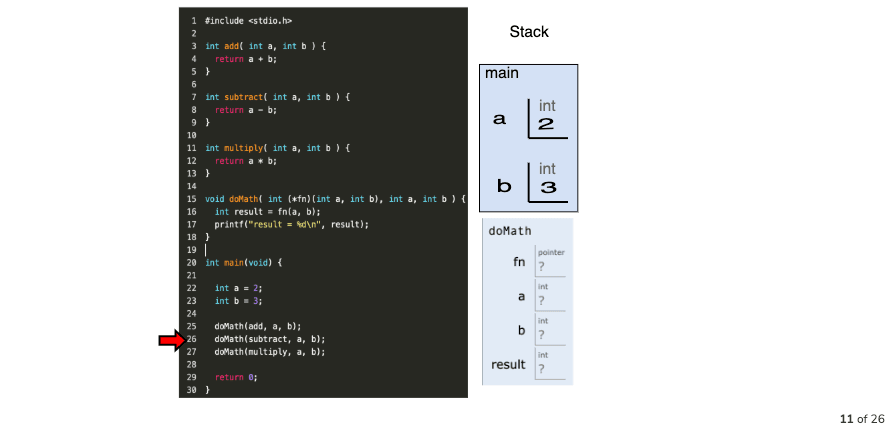 1 #include <stdio.h>
2
3 int add( int a, int b ) {
4   return a + b;
5 }
6
7 int subtract( int a, int b ) {
8   return a - b;
9 }
10
11 int multiply( int a, int b ) {
12   return a * b;
13 }
14
15 void doMath( int (*fn)(int a, int b), int a, int b ) {
16   int result = fn(a, b);
17   printf("result = %d\n", result);
18 }
19
20 int main(void) {
21
22   int a = 2;
23   int b = 3;
24
25   doMath(add, a, b);
26   doMath(subtract, a, b);
27   doMath(multiply, a, b);
28
29   return 0;
30 }
Stack
main
int
a 2
int
b 3
doMath
pointer
fn ?
int
a ?
int
b ?
int
result ?
11 of 26